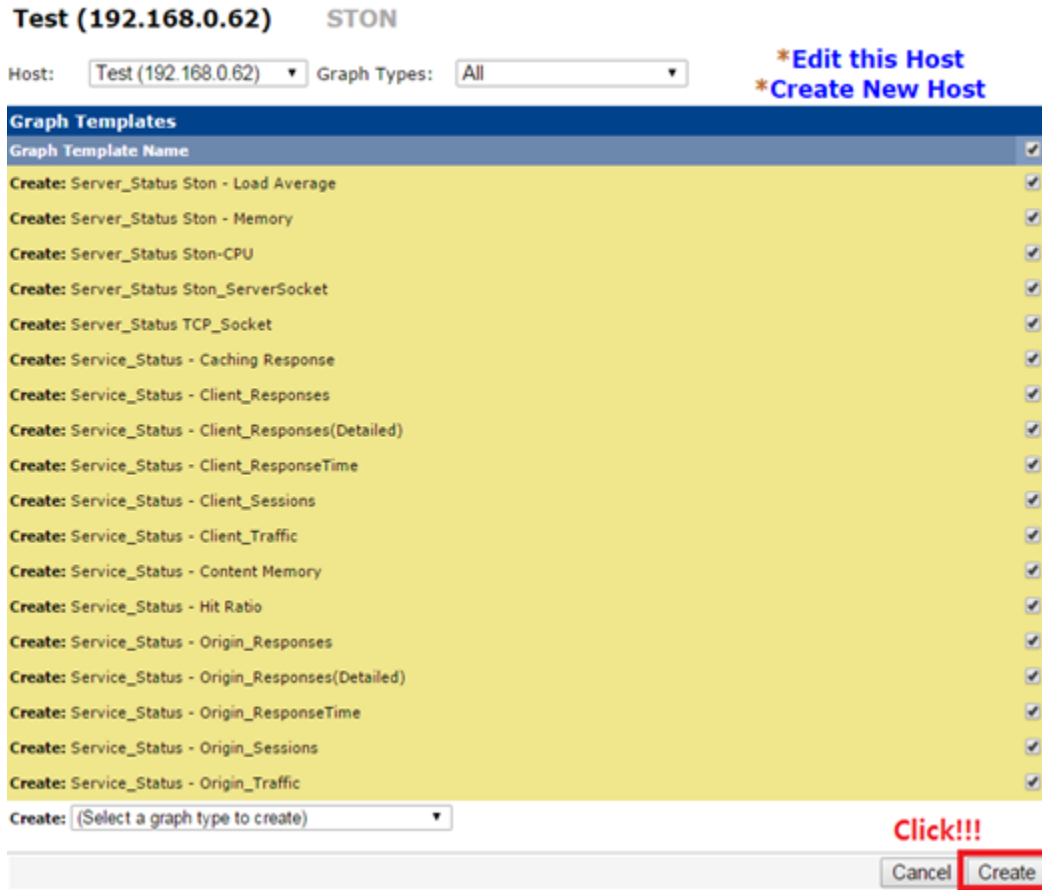 Test (192.168.0.62) STON
Host: Test (192.168.0.62) Graph Types: All
*Edit this Host
*Create New Host
Graph Templates
Graph Template Name
Create: Server_Status Ston - Load Average
Create: Server_Status Ston - Memory
Create: Server_Status Ston-CPU
Create: Server_Status Ston_ServerSocket
Create: Server_Status TCP_Socket
Create: Service_Status - Caching Response
Create: Service_Status - Client_Responses
Create: Service_Status - Client_Responses(Detailed)
Create: Service_Status - Client_ResponseTime
Create: Service_Status - Client_Sessions
Create: Service_Status - Client_Traffic
Create: Service_Status - Content Memory
Create: Service_Status - Hit Ratio
Create: Service_Status - Origin_Responses
Create: Service_Status - Origin_Responses(Detailed)
Create: Service_Status - Origin_ResponseTime
Create: Service_Status - Origin_Sessions
Create: Service_Status - Origin_Traffic
Create: (Select a graph type to create)
Click!!!
Cancel Create